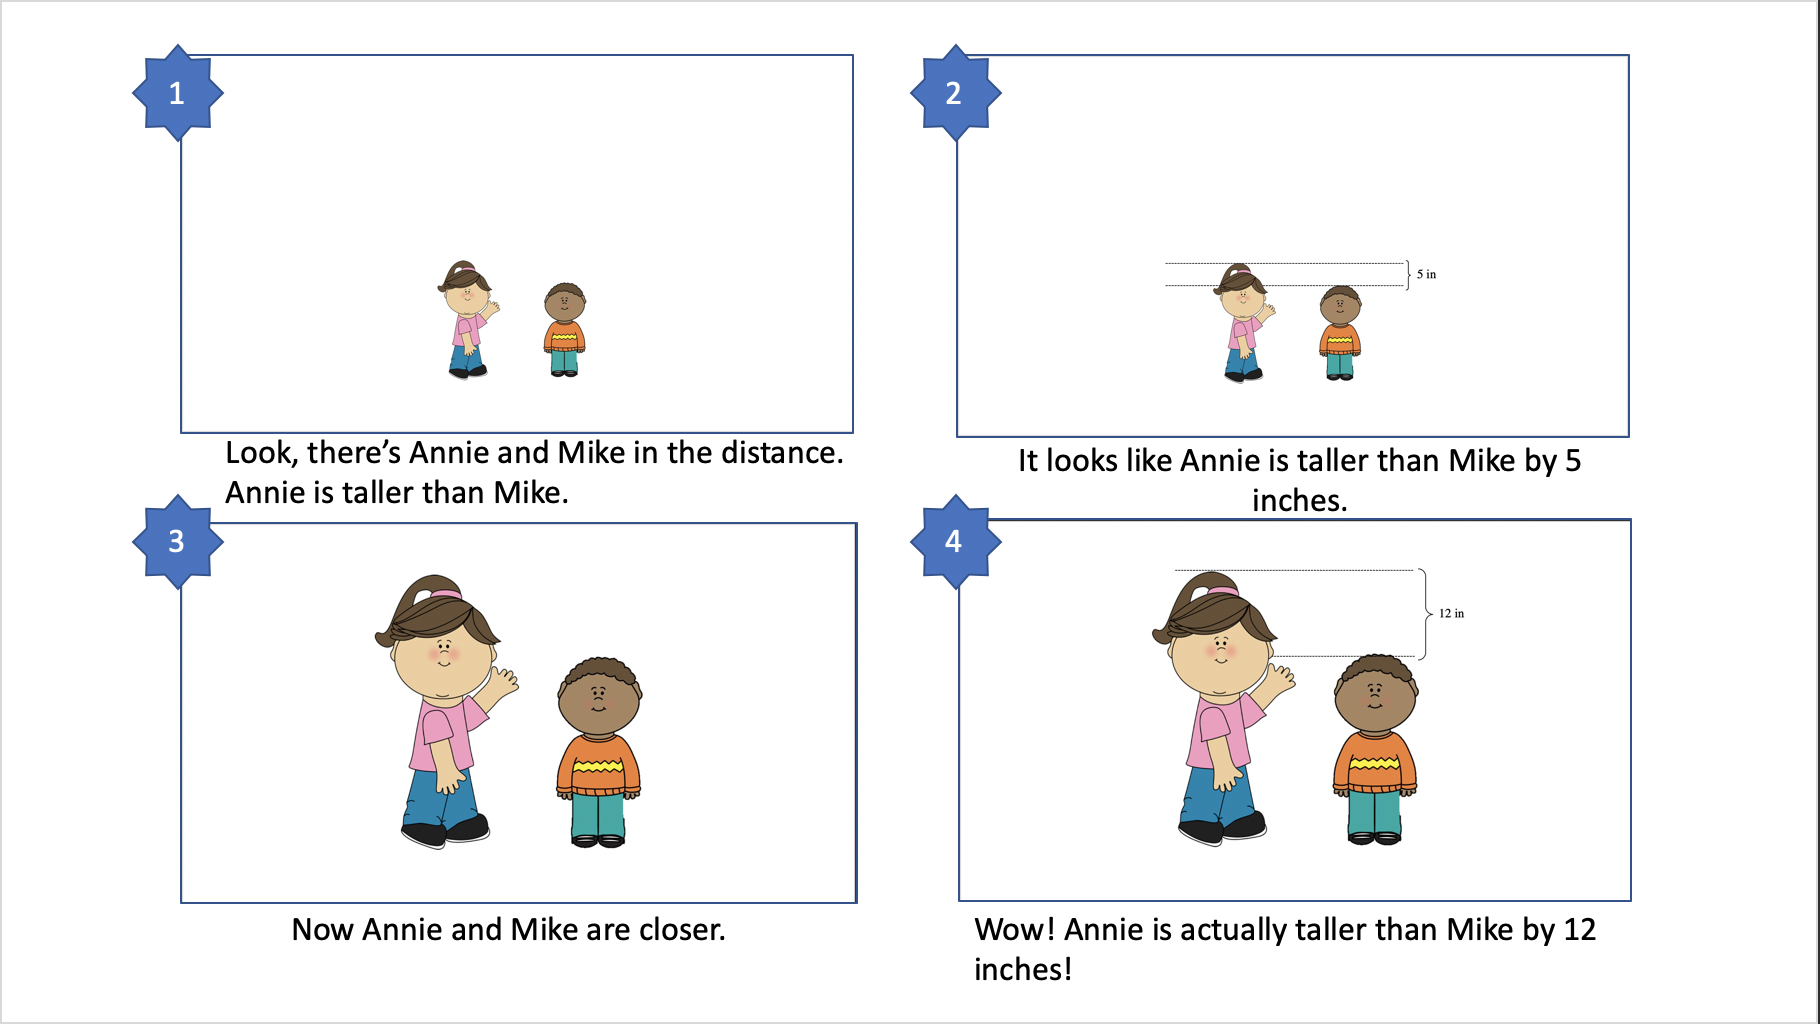 1
Look, there’s Annie and Mike in the distance.
Annie is taller than Mike.
2
5 in
It looks like Annie is taller than Mike by 5
inches.
3
Now Annie and Mike are closer.
4
12 in
Wow! Annie is actually taller than Mike by 12
inches!